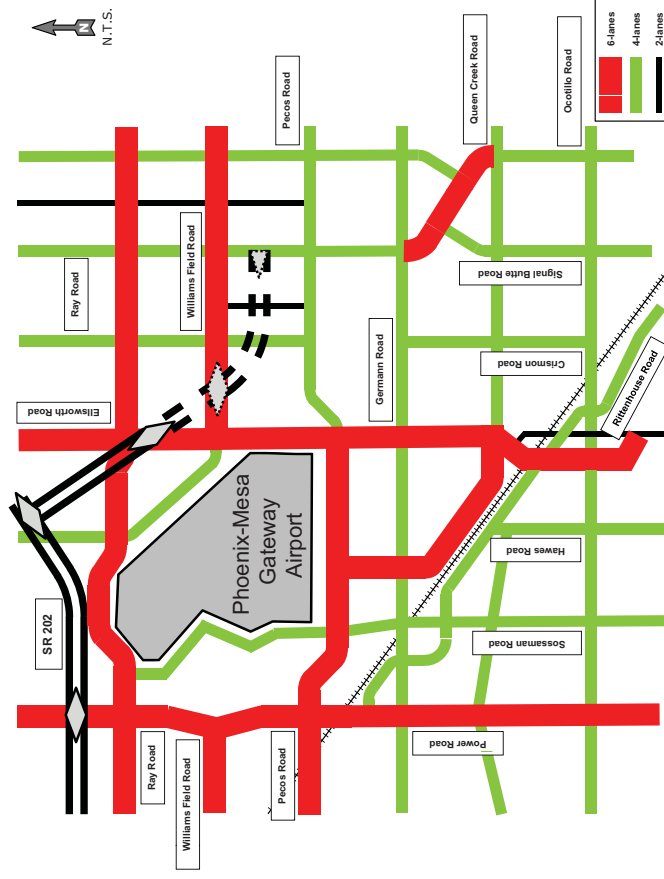 N
N.T.S.
Ray Road
Williams Field Road
Pecos Road
Ellsworth Road
Germann Road
Queen Creek Road
Ocotillo Road
Signal Butte Road
Crismon Road
Rittenhouse Road
Hawes Road
Sossaman Road
Power Road
SR 202
Phoenix-Mesa
Gateway
Airport
Ray Road
Williams Field Road
Pecos Road
6-lanes
4-lanes
2-lanes